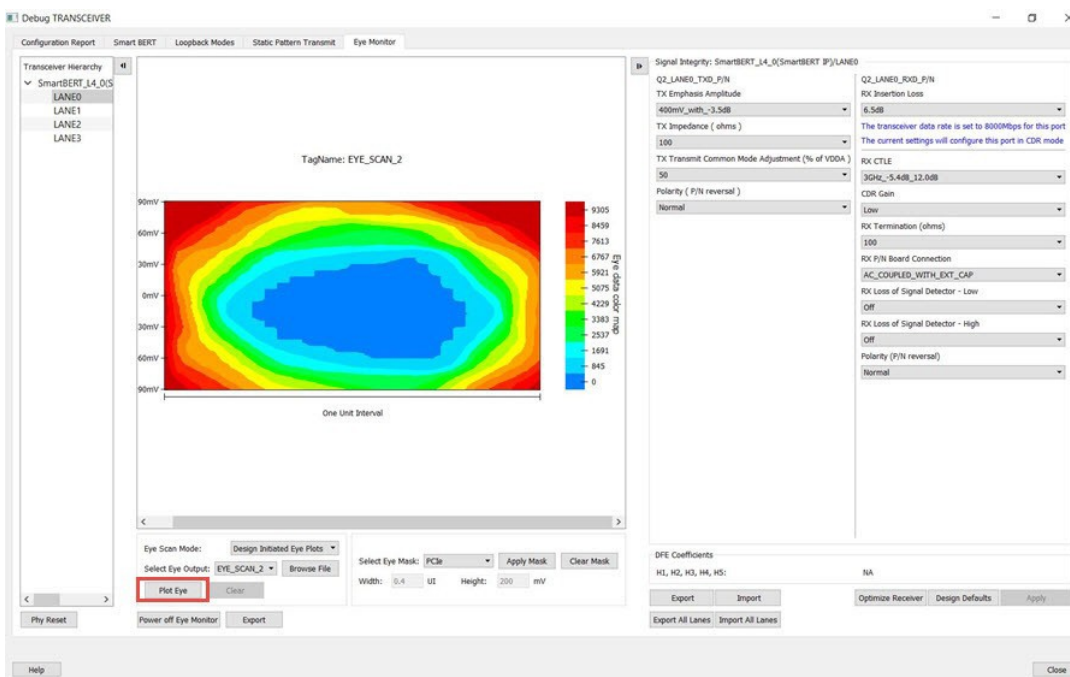 Debug TRANSCEIVER
Configuration Report Smart BERT Loopback Modes Static Pattern Transmit Eye Monitor
Transceiver Hierarchy
SmartBERT_L4_0(S
LANE0
LANE1
LANE2
LANE3
TagName: EYE_SCAN_2
90mV
60mV
30mV
0mV
30mV
60mV
90mV
One Unit Interval
9305
8459
7613
6767
5921
5075
4229
3383
2537
1691
845
0
Eye data color map
Eye Scan Mode: Design Initiated Eye Plots
Select Eye Output: EYE_SCAN_2 Browse File
Plot Eye Clear
Select Eye Mask: PCIe Apply Mask Clear Mask
Width: 0.4 UI Height: 200 mV
Phy Reset
Power off Eye Monitor Export
Signal Integrity: SmartBERT_L4_0(SmartBERT IP)/LANE0
Q2_LANE0_TXD_P/N
TX Emphasis Amplitude
400mV_with_-3.5dB
TX Impedance ( ohms )
100
TX Transmit Common Mode Adjustment (% of VDDA )
50
Polarity ( P/N reversal )
Normal
Q2_LANE0_RXD_P/N
RX Insertion Loss
6.5dB
The transceiver data rate is set to 8000Mbps for this port
The current settings will configure this port in CDR mode
RX CTLE
3GHz_-5.4dB_12.0dB
CDR Gain
Low
RX Termination (ohms)
100
RX P/N Board Connection
AC_COUPLED_WITH_EXT_CAP
RX Loss of Signal Detector - Low
Off
RX Loss of Signal Detector - High
Off
Polarity (P/N reversal)
Normal
DFE Coefficients
H1, H2, H3, H4, H5: NA
Export Import Optimize Receiver Design Defaults Apply
Export All Lanes Import All Lanes
Help Close